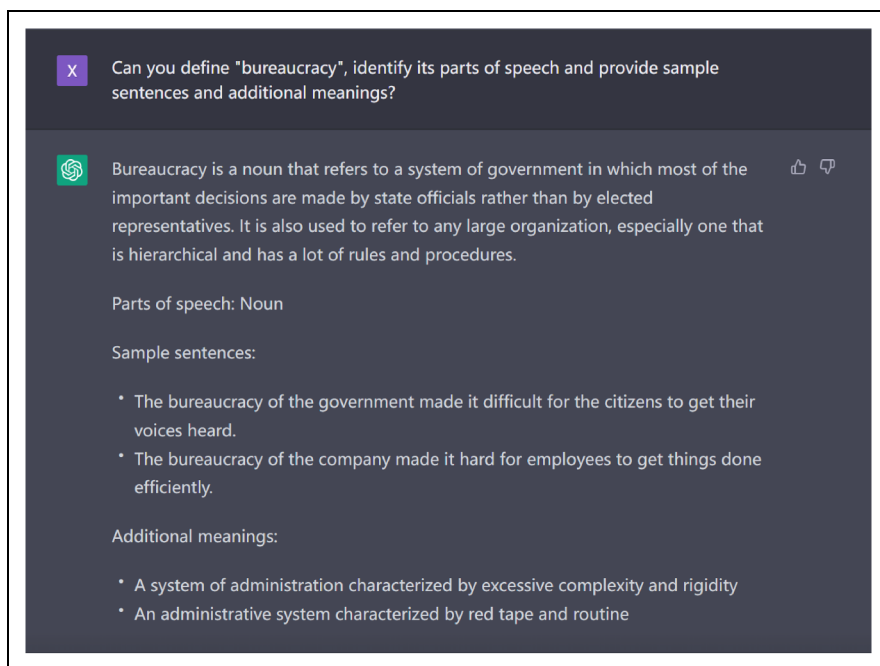 X
Can you define "bureaucracy", identify its parts of speech and provide sample
sentences and additional meanings?
Bureaucracy is a noun that refers to a system of government in which most of the
important decisions are made by state officials rather than by elected
representatives. It is also used to refer to any large organization, especially one that
is hierarchical and has a lot of rules and procedures.
Parts of speech: Noun
Sample sentences:
• The bureaucracy of the government made it difficult for the citizens to get their
voices heard.
• The bureaucracy of the company made it hard for employees to get things done
efficiently.
Additional meanings:
• A system of administration characterized by excessive complexity and rigidity
• An administrative system characterized by red tape and routine